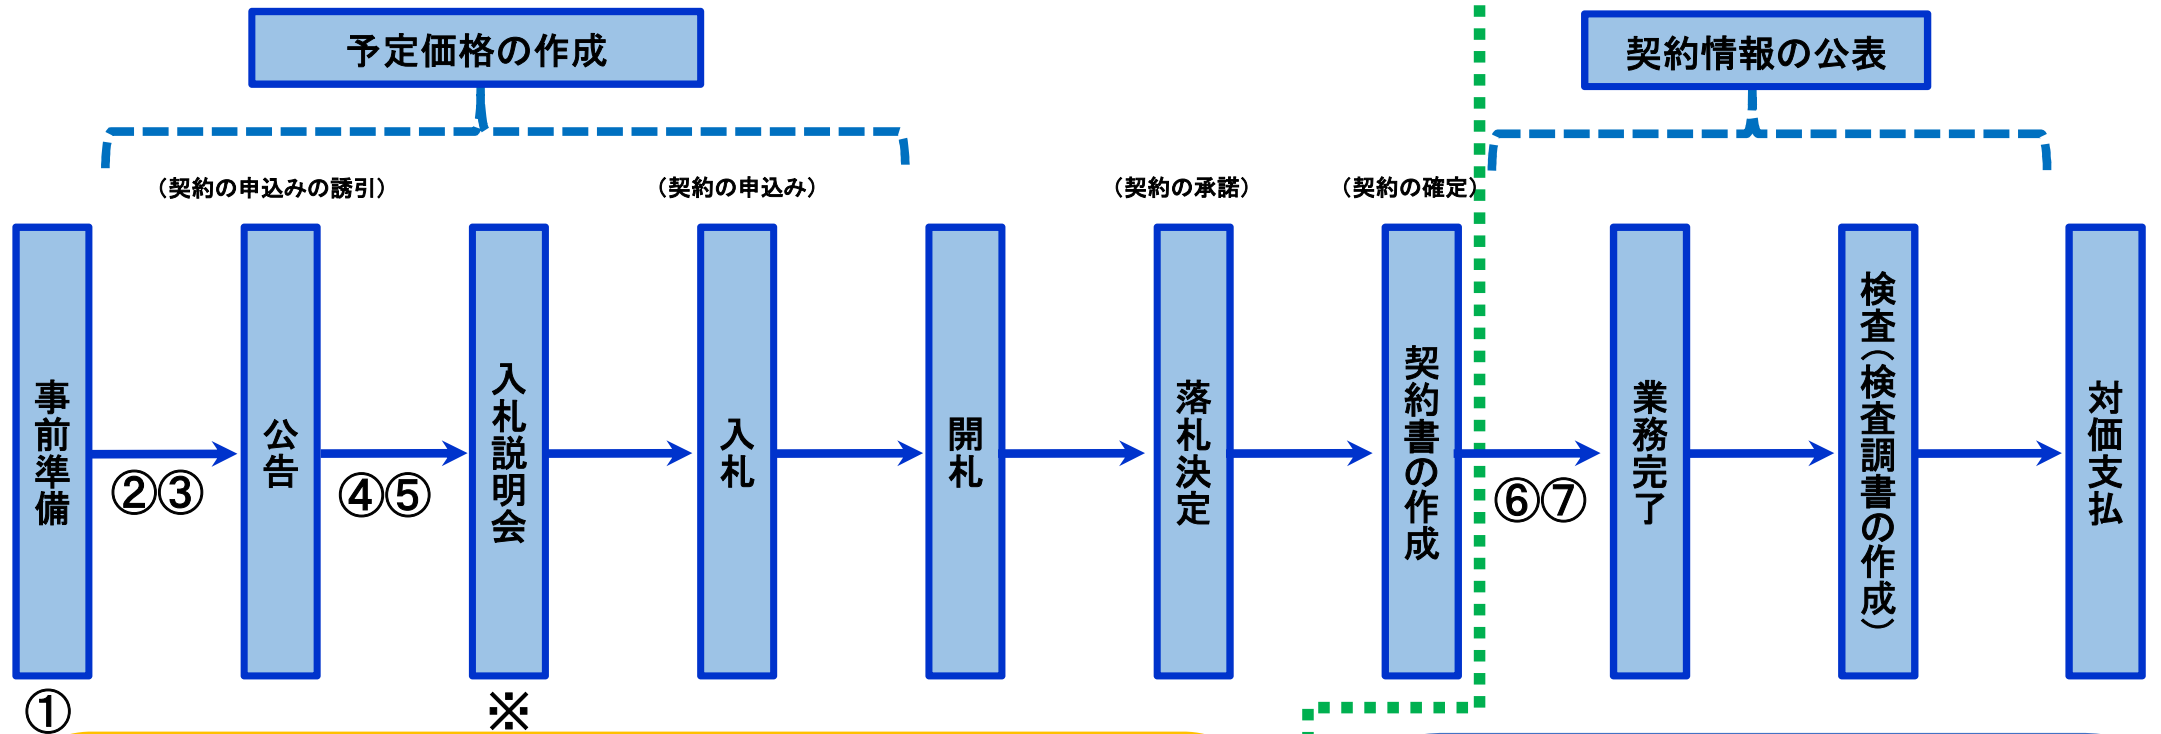 予定価格の作成
契約情報の公表
（契約の申込みの誘引）
（契約の申込み）
（契約の承諾）
（契約の確定）
事前準備
②③
公告
④⑤
入札説明会
入札
開札
落札決定
契約書の作成
⑥⑦
業務完了
検査（検査調書の作成）
対価支払
①
※